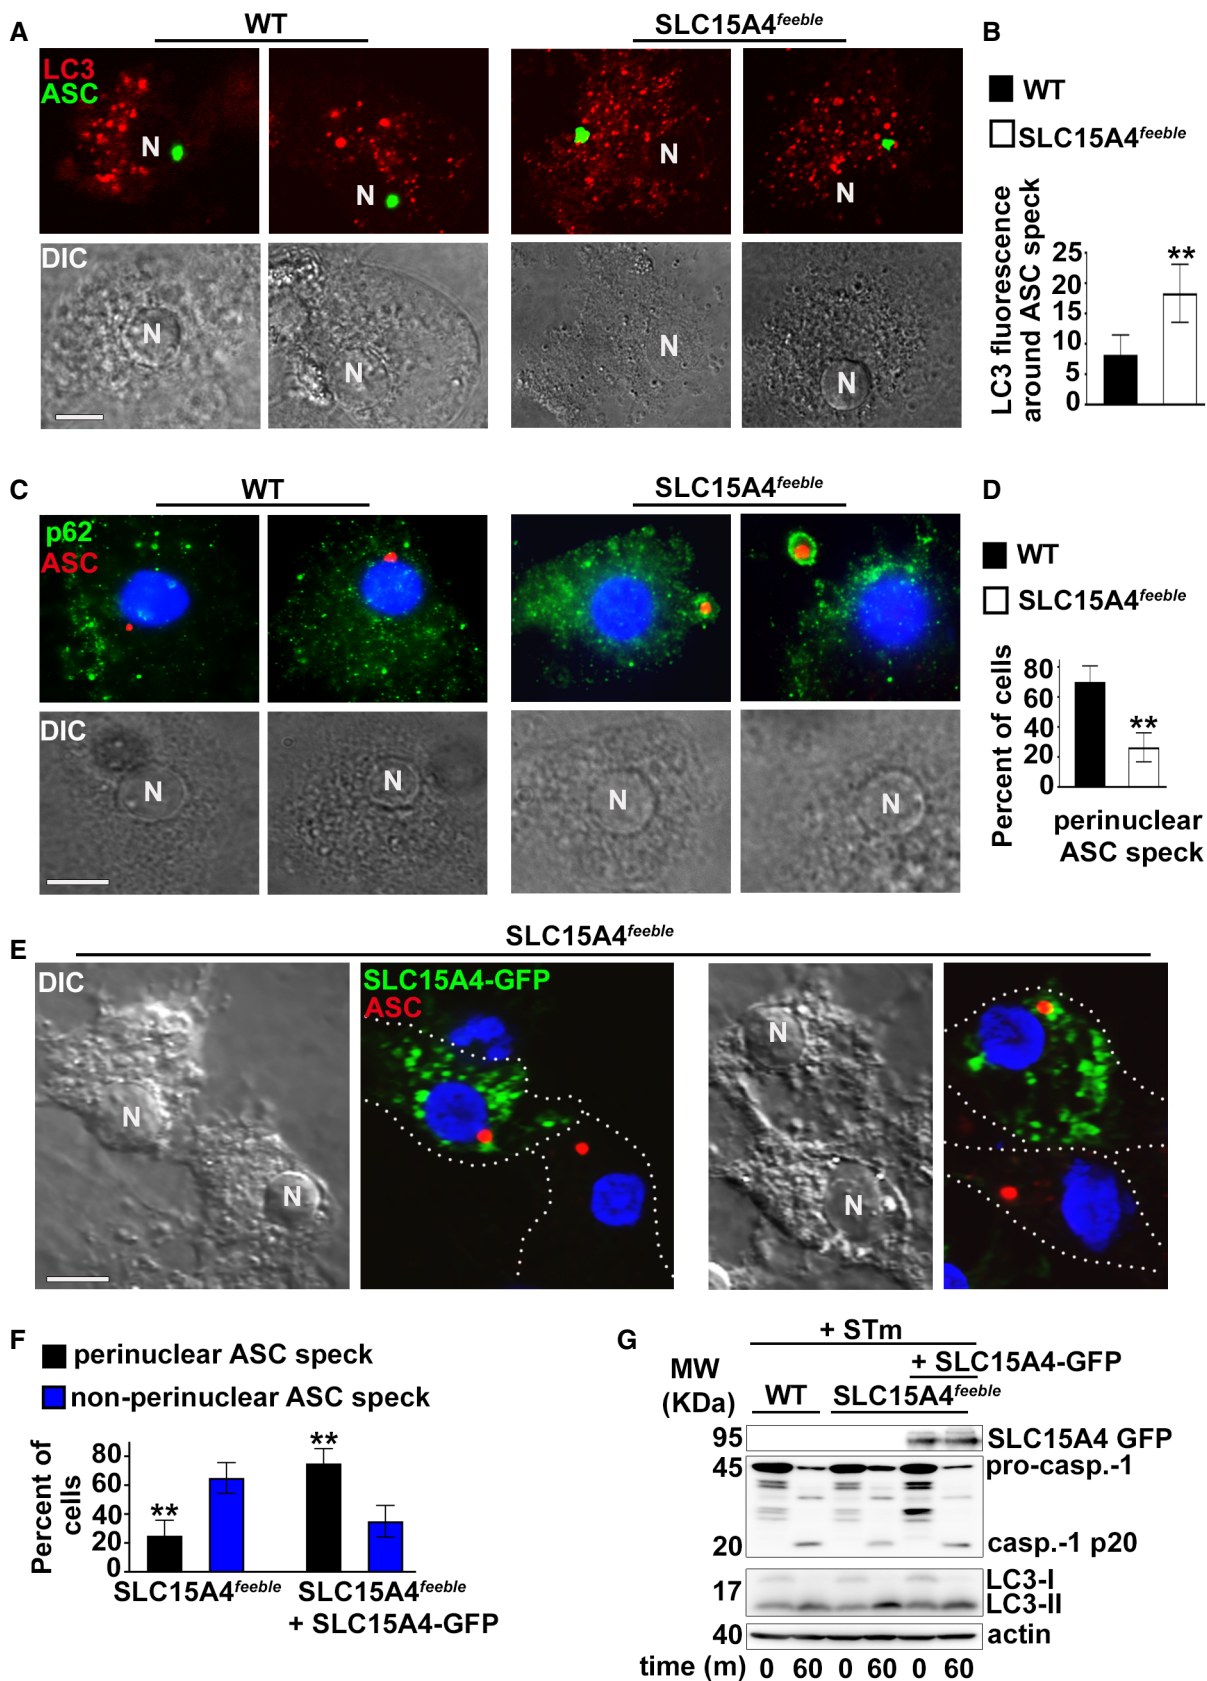 A
WT
SLC15A4feeble
LC3
ASC
N
N
N
N
DIC
N
N
N
N
B
WT
SLC15A4feeble
LC3 fluorescence
around ASC speck
25
20
15
10
5
0
**
C
WT
SLC15A4feeble
p62
ASC
DIC
N
N
N
N
D
WT
SLC15A4feeble
Percent of cells
80
60
40
20
0
**
perinuclear
ASC speck
E
SLC15A4feeble
DIC
N
N
SLC15A4-GFP
ASC
N
N
F
perinuclear ASC speck
non-perinuclear ASC speck
Percent of
cells
80
60
40
20
0
**
**
SLC15A4feeble
SLC15A4feeble
+ SLC15A4-GFP
G
+ STm
+ SLC15A4-GFP
MW
(KDa)
WT
SLC15A4feeble
95
SLC15A4 GFP
45
pro-casp.-1
20
casp.-1 p20
LC3-I
17
LC3-II
40
actin
time (m) 0 60 0 60 0 60